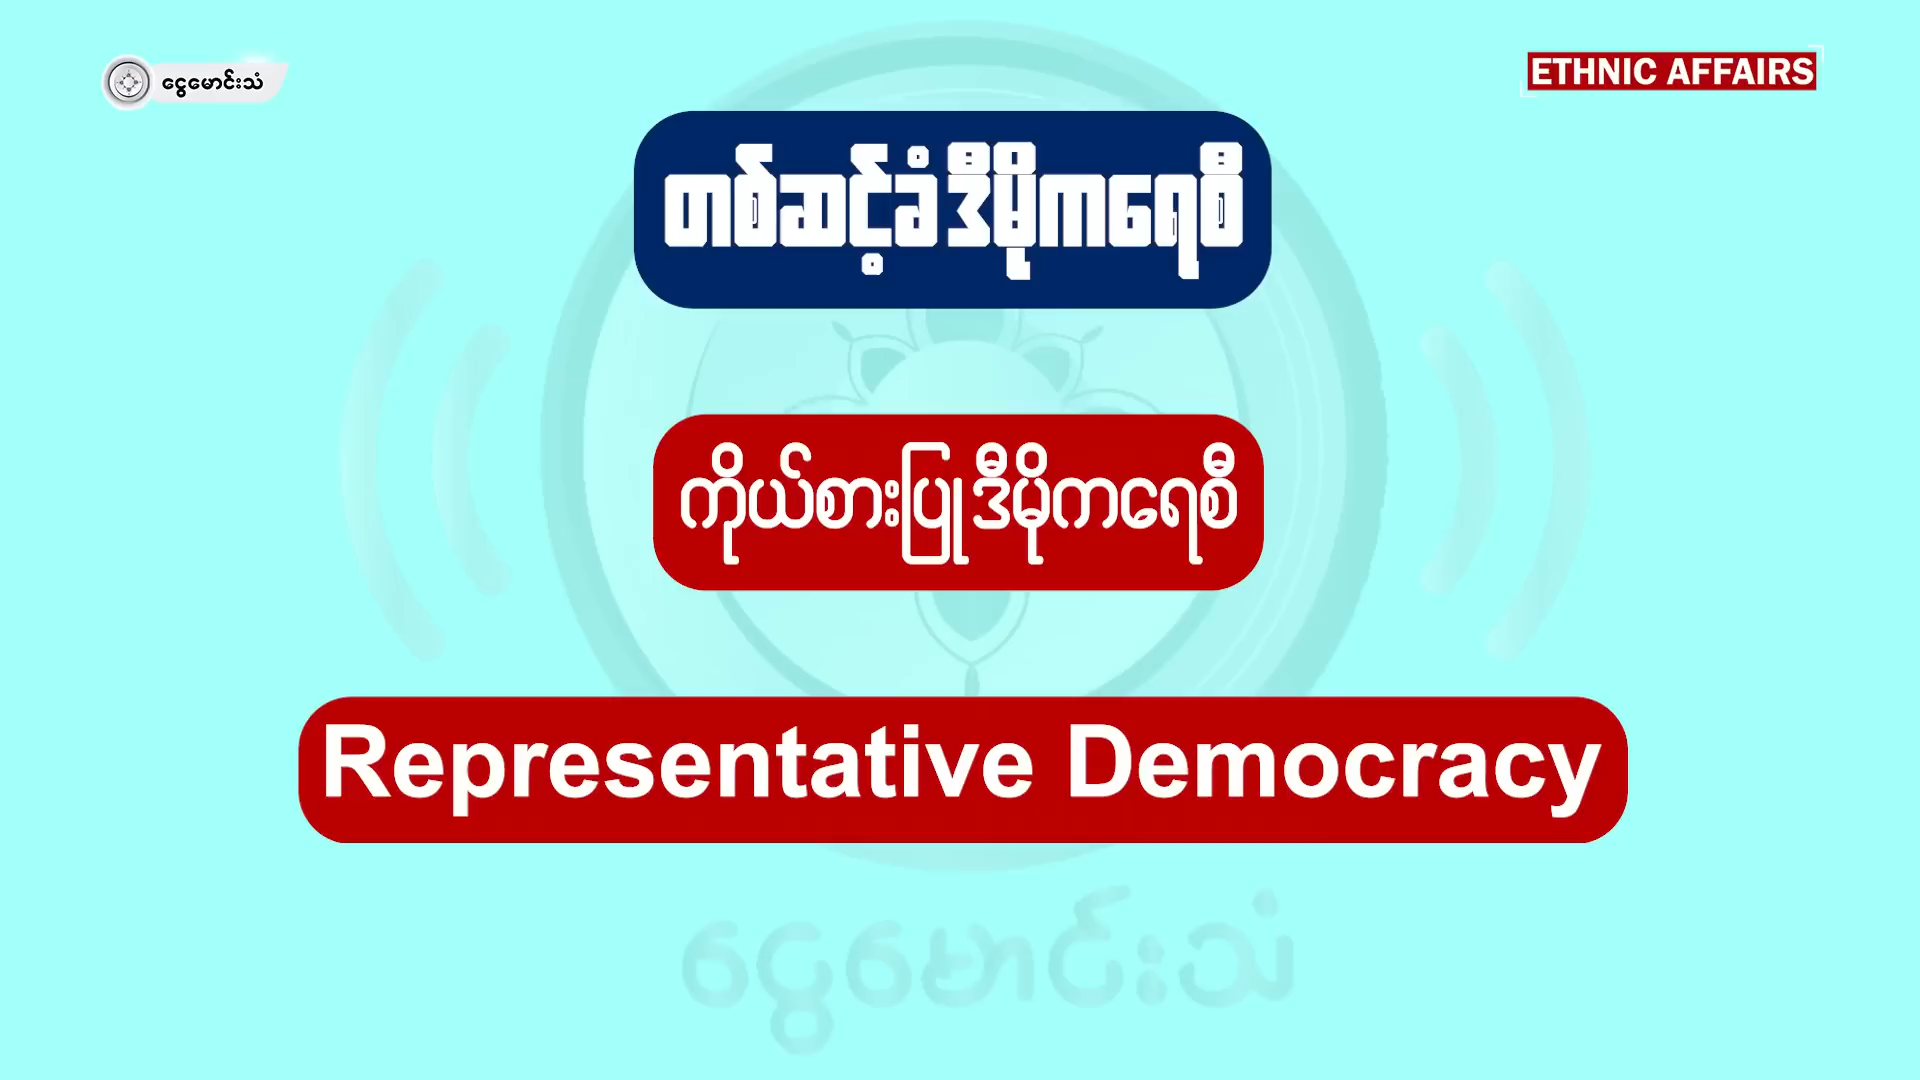 ငွေမောင်းသံ
ETHNIC AFFAIRS
တစ်ဆင့်ခံ ဒီမိုကရေစီ
ကိုယ်စားပြု ဒီမိုကရေစီ
Representative Democracy
ငွေမောင်းသံ